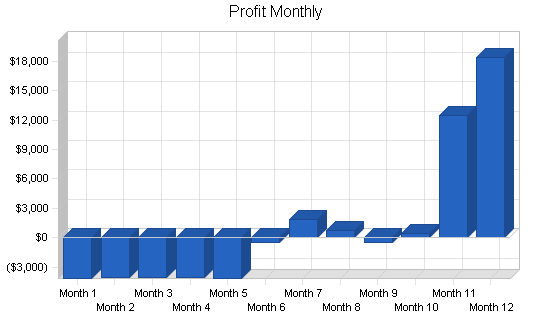 Profit Monthly
$18,000
$15,000
$12,000
$9,000
$6,000
$3,000
$0
($3,000)
Month 1 Month 3 Month 5 Month 7 Month 9 Month 11
Month 2 Month 4 Month 6 Month 8 Month 10 Month 12